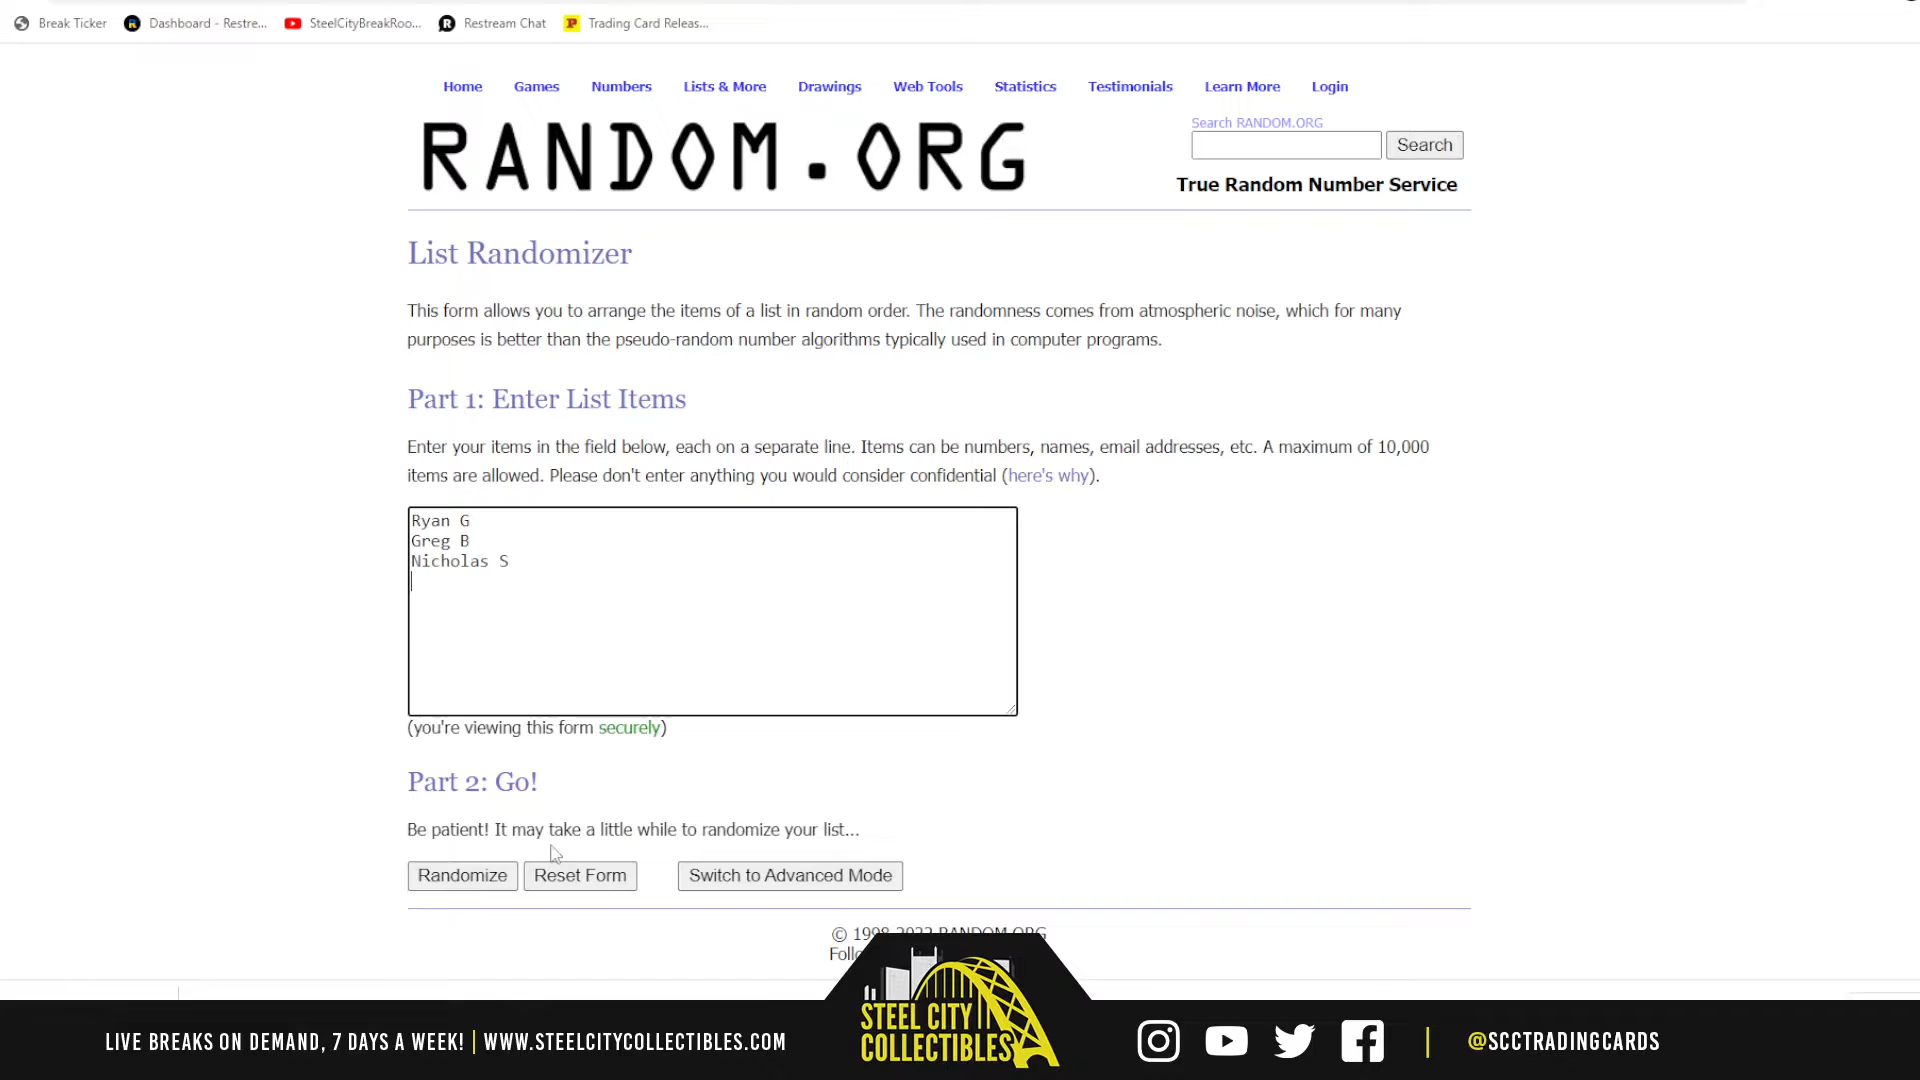 Break Ticker
Dashboard - Restre...
SteelCityBreakRoo...
Restream Chat
Trading Card Releas...
Home Games Numbers Lists & More Drawings Web Tools Statistics Testimonials Learn More Login
RANDOM.ORG
Search RANDOM.ORG
Search
True Random Number Service
List Randomizer
This form allows you to arrange the items of a list in random order. The randomness comes from atmospheric noise, which for many
purposes is better than the pseudo-random number algorithms typically used in computer programs.
Part 1: Enter List Items
Enter your items in the field below, each on a separate line. Items can be numbers, names, email addresses, etc. A maximum of 10,000
items are allowed. Please don't enter anything you would consider confidential (here's why).
Ryan G
Greg B
Nicholas S
(you're viewing this form securely)
Part 2: Go!
Be patient! It may take a little while to randomize your list...
Randomize Reset Form Switch to Advanced Mode
© 1998-2022 RANDOM.ORG
LIVE BREAKS ON DEMAND, 7 DAYS A WEEK! | WWW.STEELCITYCOLLECTIBLES.COM
STEEL CITY
COLLECTIBLES
| @SCCTRADINGCARDS